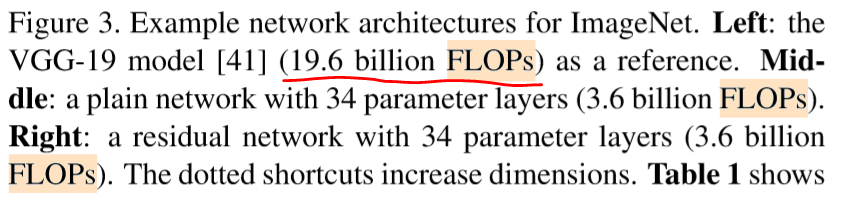 Figure 3. Example network architectures for ImageNet. Left: the
VGG-19 model [41] (19.6 billion FLOPs) as a reference. Mid-
dle: a plain network with 34 parameter layers (3.6 billion FLOPs).
Right: a residual network with 34 parameter layers (3.6 billion
FLOPs). The dotted shortcuts increase dimensions. Table 1 shows